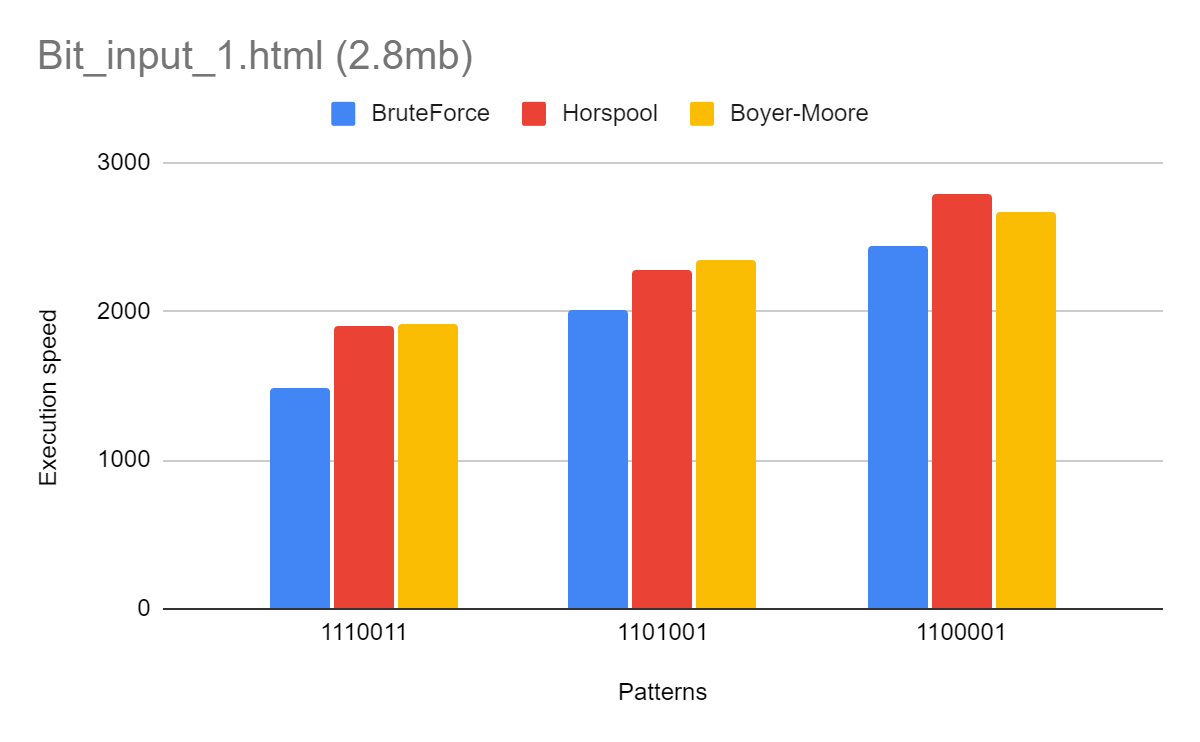 Bit_input_1.html (2.8mb)
BruteForce Horspool Boyer-Moore
3000
2000
1000
0
Execution speed
1110011 1101001 1100001
Patterns